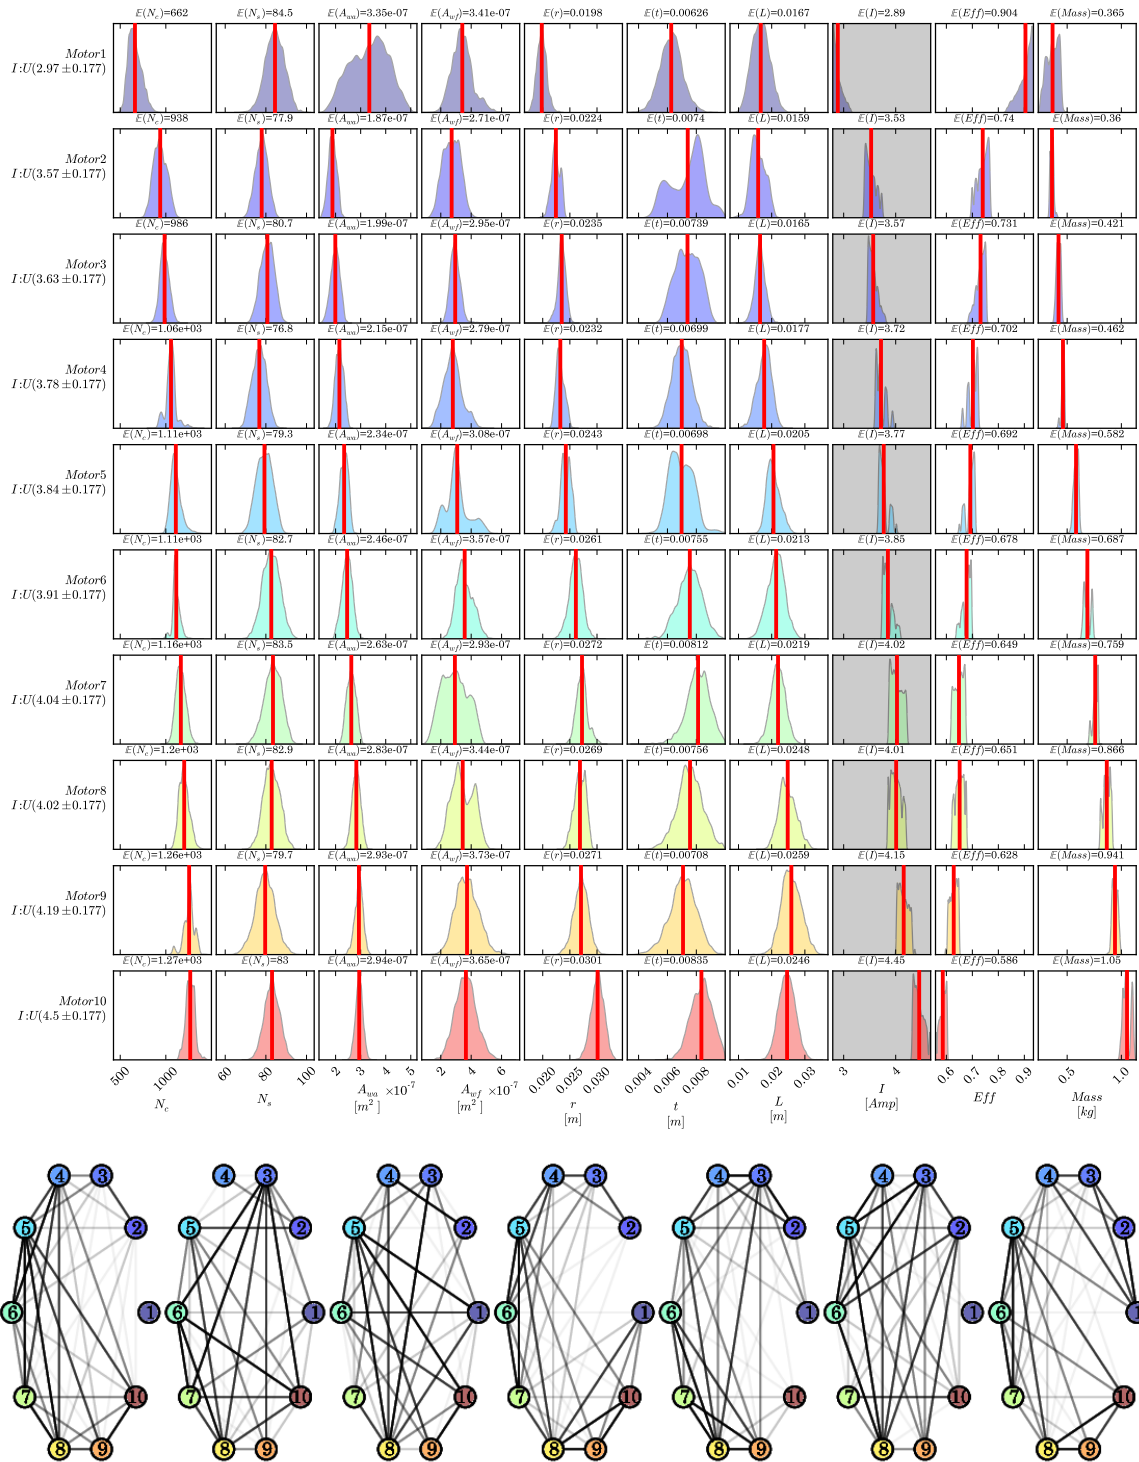 𝔼(N_c)=662 𝔼(N_s)=84.5 𝔼(A_wa)=3.35e-07 𝔼(A_wf)=3.41e-07 𝔼(r)=0.0198 𝔼(t)=0.00626 𝔼(L)=0.0167 𝔼(I)=2.89 𝔼(Eff)=0.904 𝔼(Mass)=0.365
Motor1
I:U(2.97±0.177)
𝔼(N_c)=938 𝔼(N_s)=77.9 𝔼(A_wa)=1.87e-07 𝔼(A_wf)=2.71e-07 𝔼(r)=0.0224 𝔼(t)=0.0074 𝔼(L)=0.0159 𝔼(I)=3.53 𝔼(Eff)=0.74 𝔼(Mass)=0.36
Motor2
I:U(3.57±0.177)
𝔼(N_c)=986 𝔼(N_s)=80.7 𝔼(A_wa)=1.99e-07 𝔼(A_wf)=2.95e-07 𝔼(r)=0.0235 𝔼(t)=0.00739 𝔼(L)=0.0165 𝔼(I)=3.57 𝔼(Eff)=0.731 𝔼(Mass)=0.421
Motor3
I:U(3.63±0.177)
𝔼(N_c)=1.06e+03 𝔼(N_s)=76.8 𝔼(A_wa)=2.15e-07 𝔼(A_wf)=2.79e-07 𝔼(r)=0.0232 𝔼(t)=0.00699 𝔼(L)=0.0177 𝔼(I)=3.72 𝔼(Eff)=0.702 𝔼(Mass)=0.462
Motor4
I:U(3.78±0.177)
𝔼(N_c)=1.11e+03 𝔼(N_s)=79.3 𝔼(A_wa)=2.34e-07 𝔼(A_wf)=3.08e-07 𝔼(r)=0.0243 𝔼(t)=0.00698 𝔼(L)=0.0205 𝔼(I)=3.77 𝔼(Eff)=0.692 𝔼(Mass)=0.582
Motor5
I:U(3.84±0.177)
𝔼(N_c)=1.11e+03 𝔼(N_s)=82.7 𝔼(A_wa)=2.46e-07 𝔼(A_wf)=3.57e-07 𝔼(r)=0.0261 𝔼(t)=0.00755 𝔼(L)=0.0213 𝔼(I)=3.85 𝔼(Eff)=0.678 𝔼(Mass)=0.687
Motor6
I:U(3.91±0.177)
𝔼(N_c)=1.16e+03 𝔼(N_s)=83.5 𝔼(A_wa)=2.63e-07 𝔼(A_wf)=2.93e-07 𝔼(r)=0.0272 𝔼(t)=0.00812 𝔼(L)=0.0219 𝔼(I)=4.02 𝔼(Eff)=0.649 𝔼(Mass)=0.759
Motor7
I:U(4.04±0.177)
𝔼(N_c)=1.2e+03 𝔼(N_s)=82.9 𝔼(A_wa)=2.83e-07 𝔼(A_wf)=3.44e-07 𝔼(r)=0.0269 𝔼(t)=0.00756 𝔼(L)=0.0248 𝔼(I)=4.01 𝔼(Eff)=0.651 𝔼(Mass)=0.866
Motor8
I:U(4.02±0.177)
𝔼(N_c)=1.26e+03 𝔼(N_s)=79.7 𝔼(A_wa)=2.93e-07 𝔼(A_wf)=3.73e-07 𝔼(r)=0.0271 𝔼(t)=0.00708 𝔼(L)=0.0259 𝔼(I)=4.15 𝔼(Eff)=0.628 𝔼(Mass)=0.941
Motor9
I:U(4.19±0.177)
𝔼(N_c)=1.27e+03 𝔼(N_s)=83 𝔼(A_wa)=2.94e-07 𝔼(A_wf)=3.65e-07 𝔼(r)=0.0301 𝔼(t)=0.00835 𝔼(L)=0.0246 𝔼(I)=4.45 𝔼(Eff)=0.586 𝔼(Mass)=1.05
Motor10
I:U(4.5±0.177)
500 1000 60 80 100 2 3 4 5 2 4 6 0.020 0.025 0.030 0.004 0.006 0.008 0.01 0.02 0.03 3 4 0.6 0.7 0.8 0.9 0.5 1.0
N_c N_s A_wa ×10^-7 A_wf ×10^-7 r t L I Eff Mass
[m²] [m²] [m] [m] [m] [Amp] [kg]
4 3 4 3 4 3 4 3 4 3 4 3 4 3
5 2 5 2 5 2 5 2 5 2 5 2 5 2
6 1 6 1 6 1 6 1 6 1 6 1 6 1
7 10 7 10 7 10 7 10 7 10 7 10 7 10
8 9 8 9 8 9 8 9 8 9 8 9 8 9